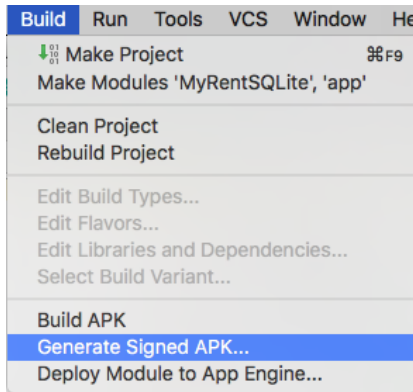 Build Run Tools VCS Window He
Make Project ⌘F9
Make Modules 'MyRentSQLite', 'app'
Clean Project
Rebuild Project
Edit Build Types...
Edit Flavors...
Edit Libraries and Dependencies...
Select Build Variant...
Build APK
Generate Signed APK...
Deploy Module to App Engine...